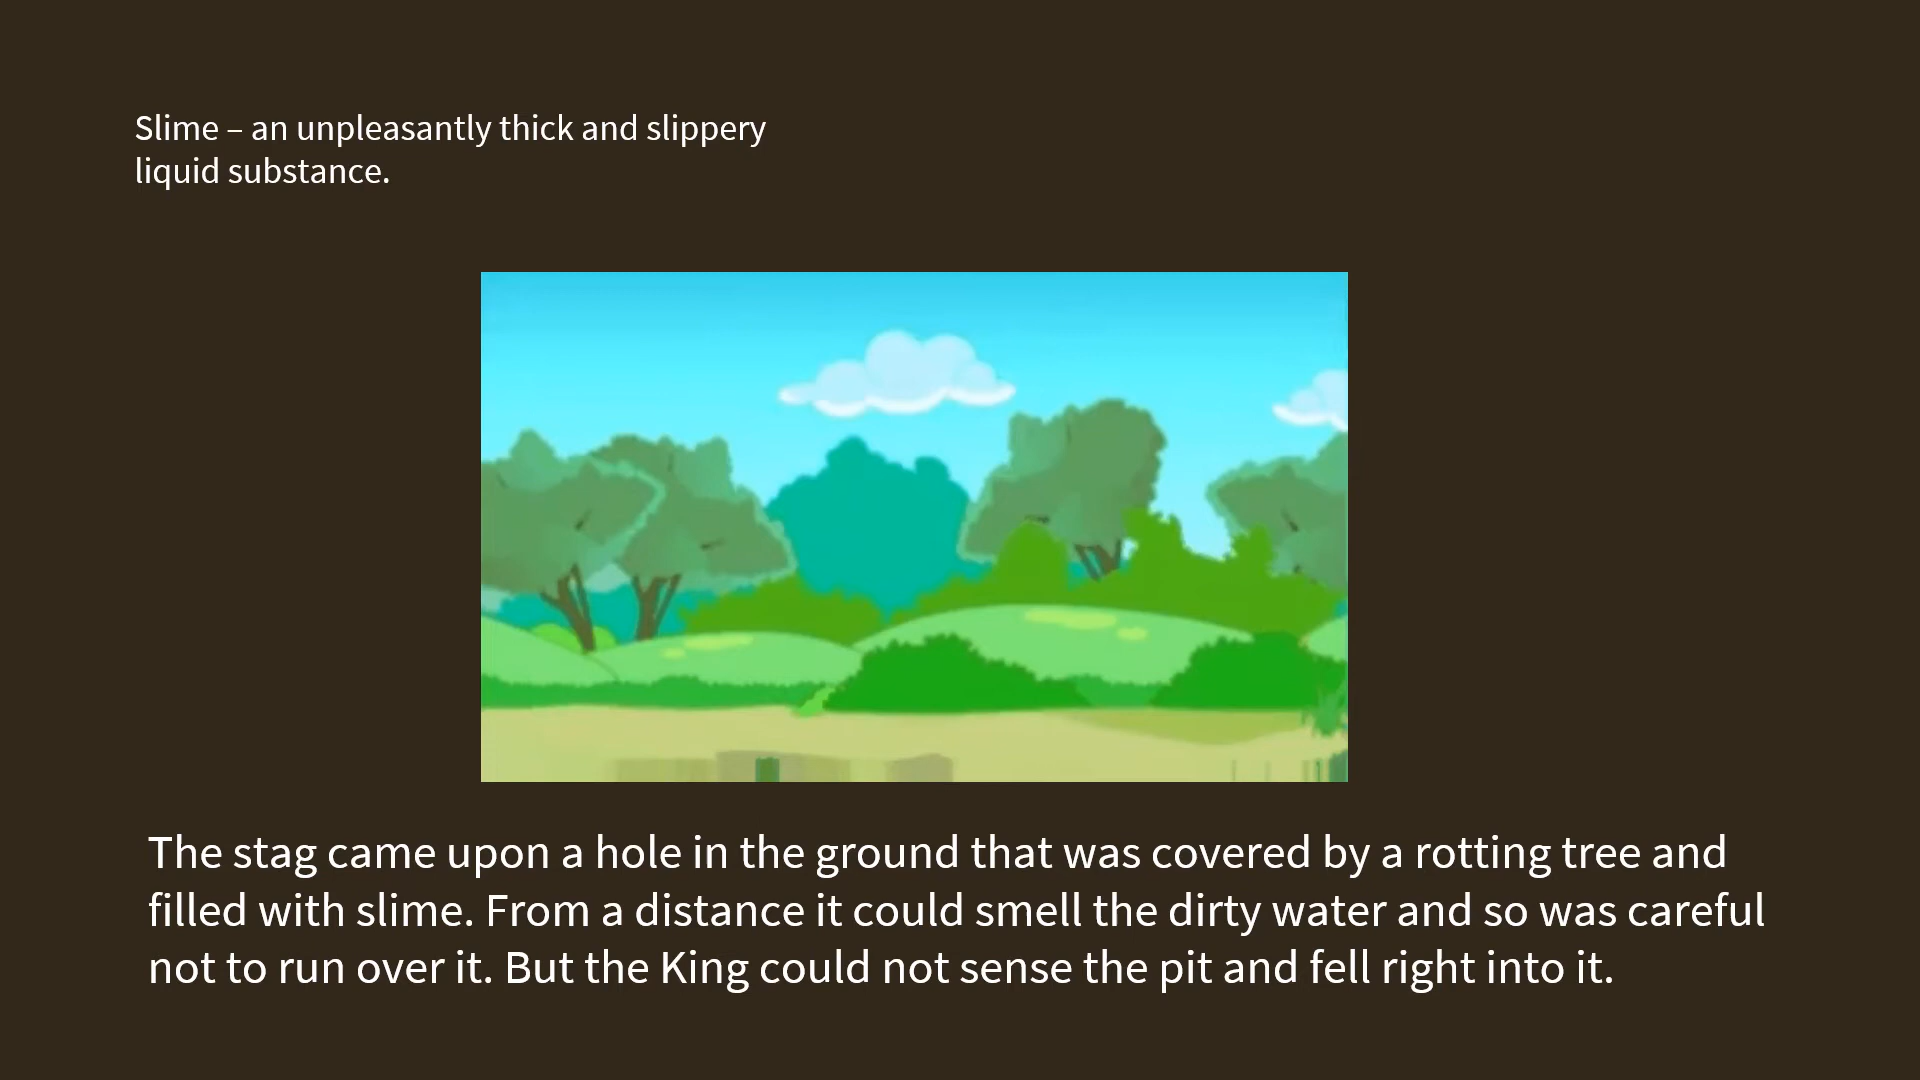 Slime – an unpleasantly thick and slippery
liquid substance.
The stag came upon a hole in the ground that was covered by a rotting tree and
filled with slime. From a distance it could smell the dirty water and so was careful
not to run over it. But the King could not sense the pit and fell right into it.